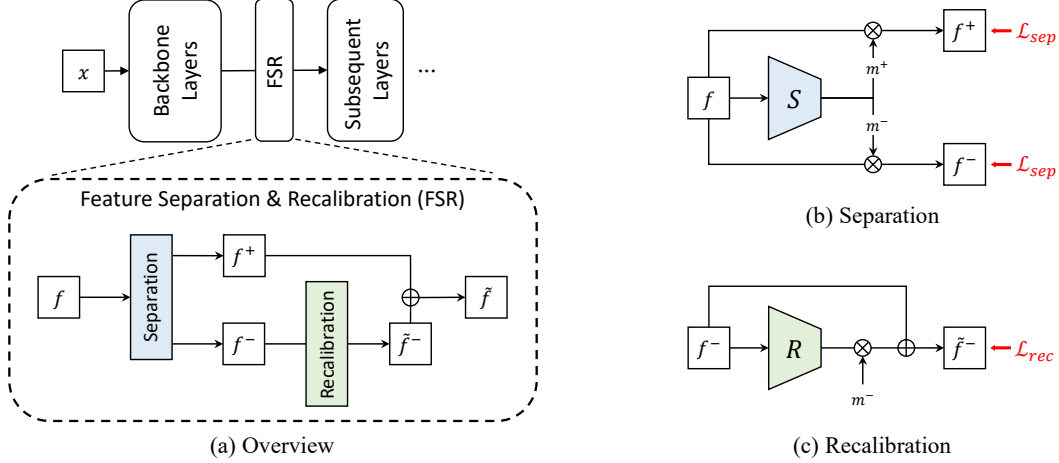 x
Backbone Layers
FSR
Subsequent Layers
...
Feature Separation & Recalibration (FSR)
f
Separation
f⁺
f⁻
Recalibration
f̃⁻
f̃
(a) Overview
f
S
m⁺
m⁻
f⁺
ℒsep
f⁻
ℒsep
(b) Separation
f⁻
R
m⁻
f̃⁻
ℒrec
(c) Recalibration